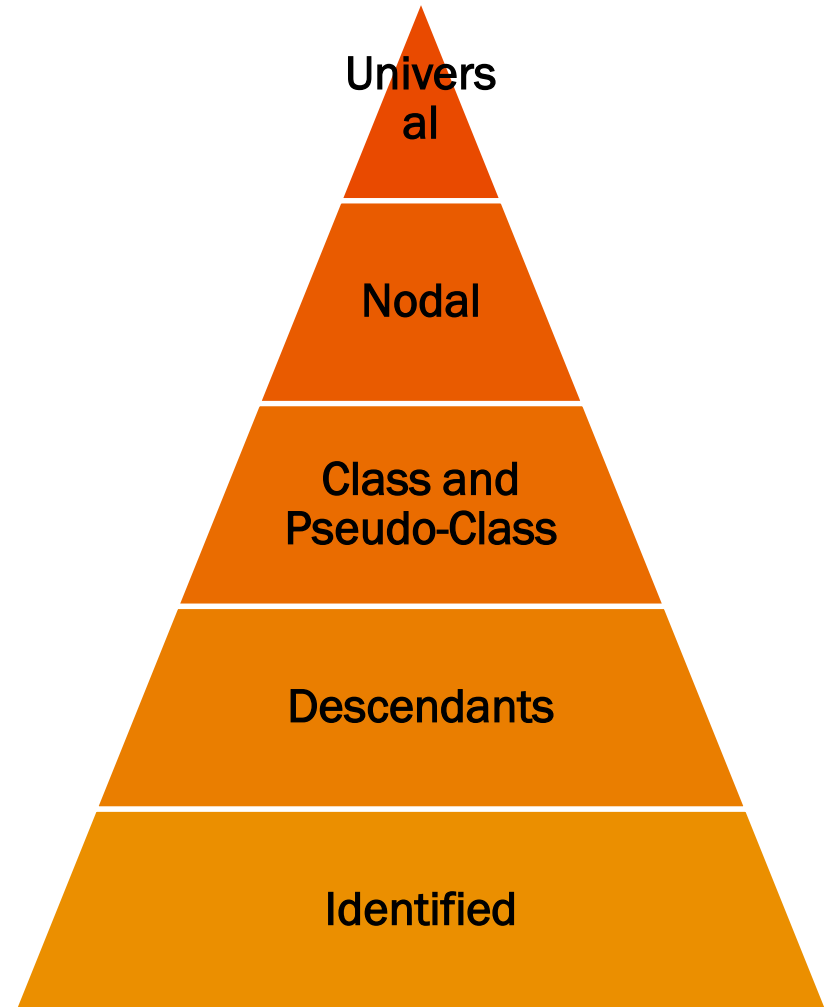 Univers
al
Nodal
Class and
Pseudo-Class
Descendants
Identified